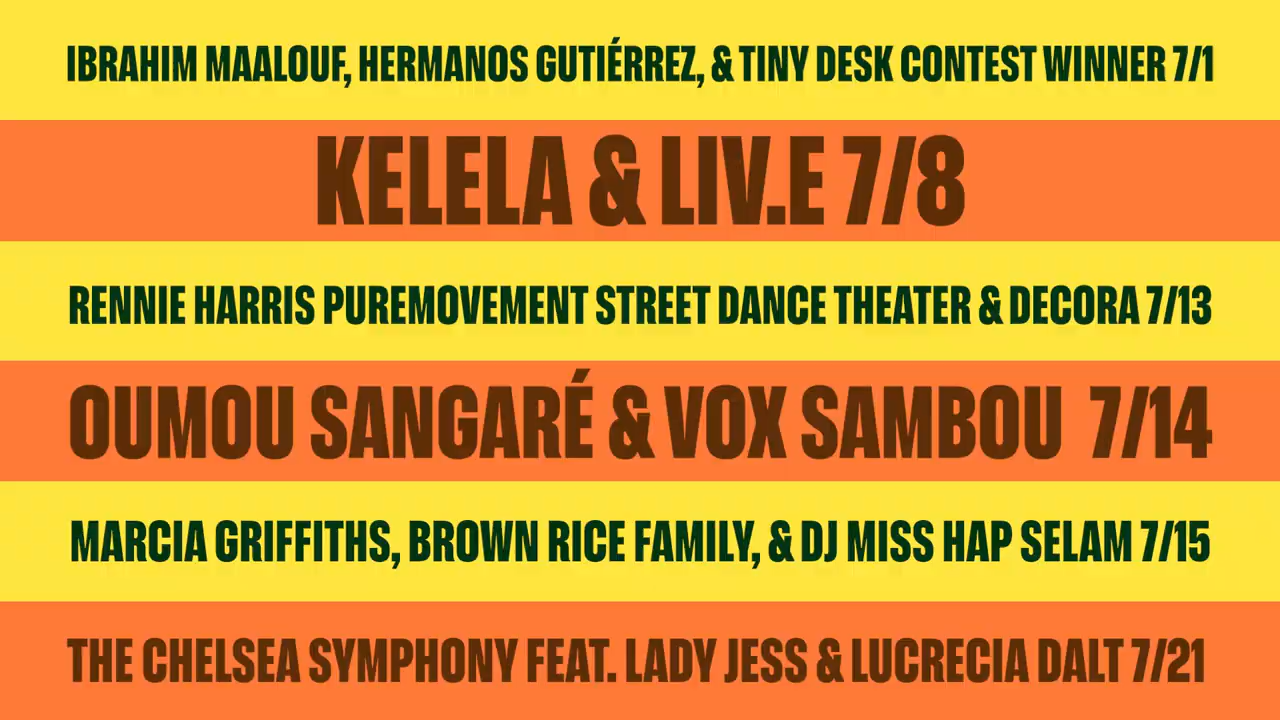 IBRAHIM MAALOUF, HERMANOS GUTIÉRREZ, & TINY DESK CONTEST WINNER 7/1
KELELA & LIV.E 7/8
RENNIE HARRIS PUREMOVEMENT STREET DANCE THEATER & DECORA 7/13
OUMOU SANGARÉ & VOX SAMBOU 7/14
MARCIA GRIFFITHS, BROWN RICE FAMILY, & DJ MISS HAP SELAM 7/15
THE CHELSEA SYMPHONY FEAT. LADY JESS & LUCRECIA DALT 7/21